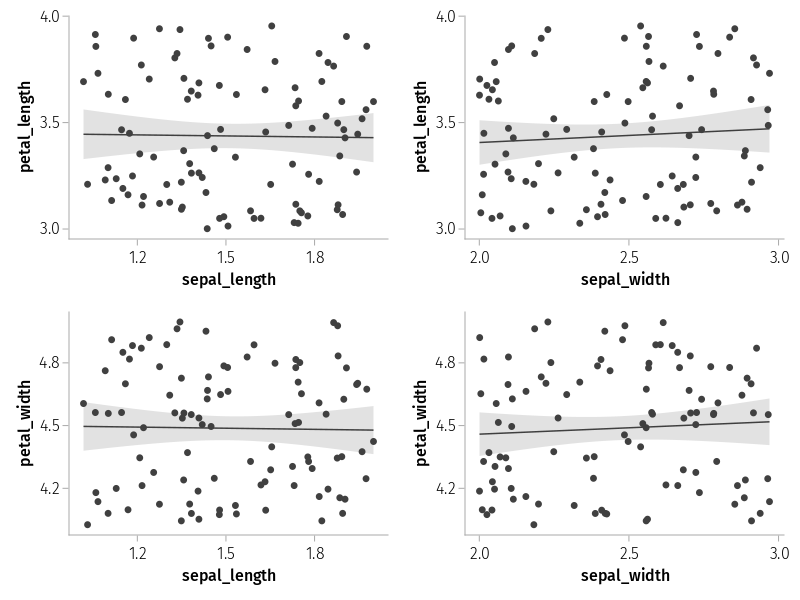 4.0
3.5
3.0
petal_length
1.2 1.5 1.8
sepal_length
4.0
3.5
3.0
petal_length
2.0 2.5 3.0
sepal_width
4.8
4.5
4.2
petal_width
1.2 1.5 1.8
sepal_length
4.8
4.5
4.2
petal_width
2.0 2.5 3.0
sepal_width